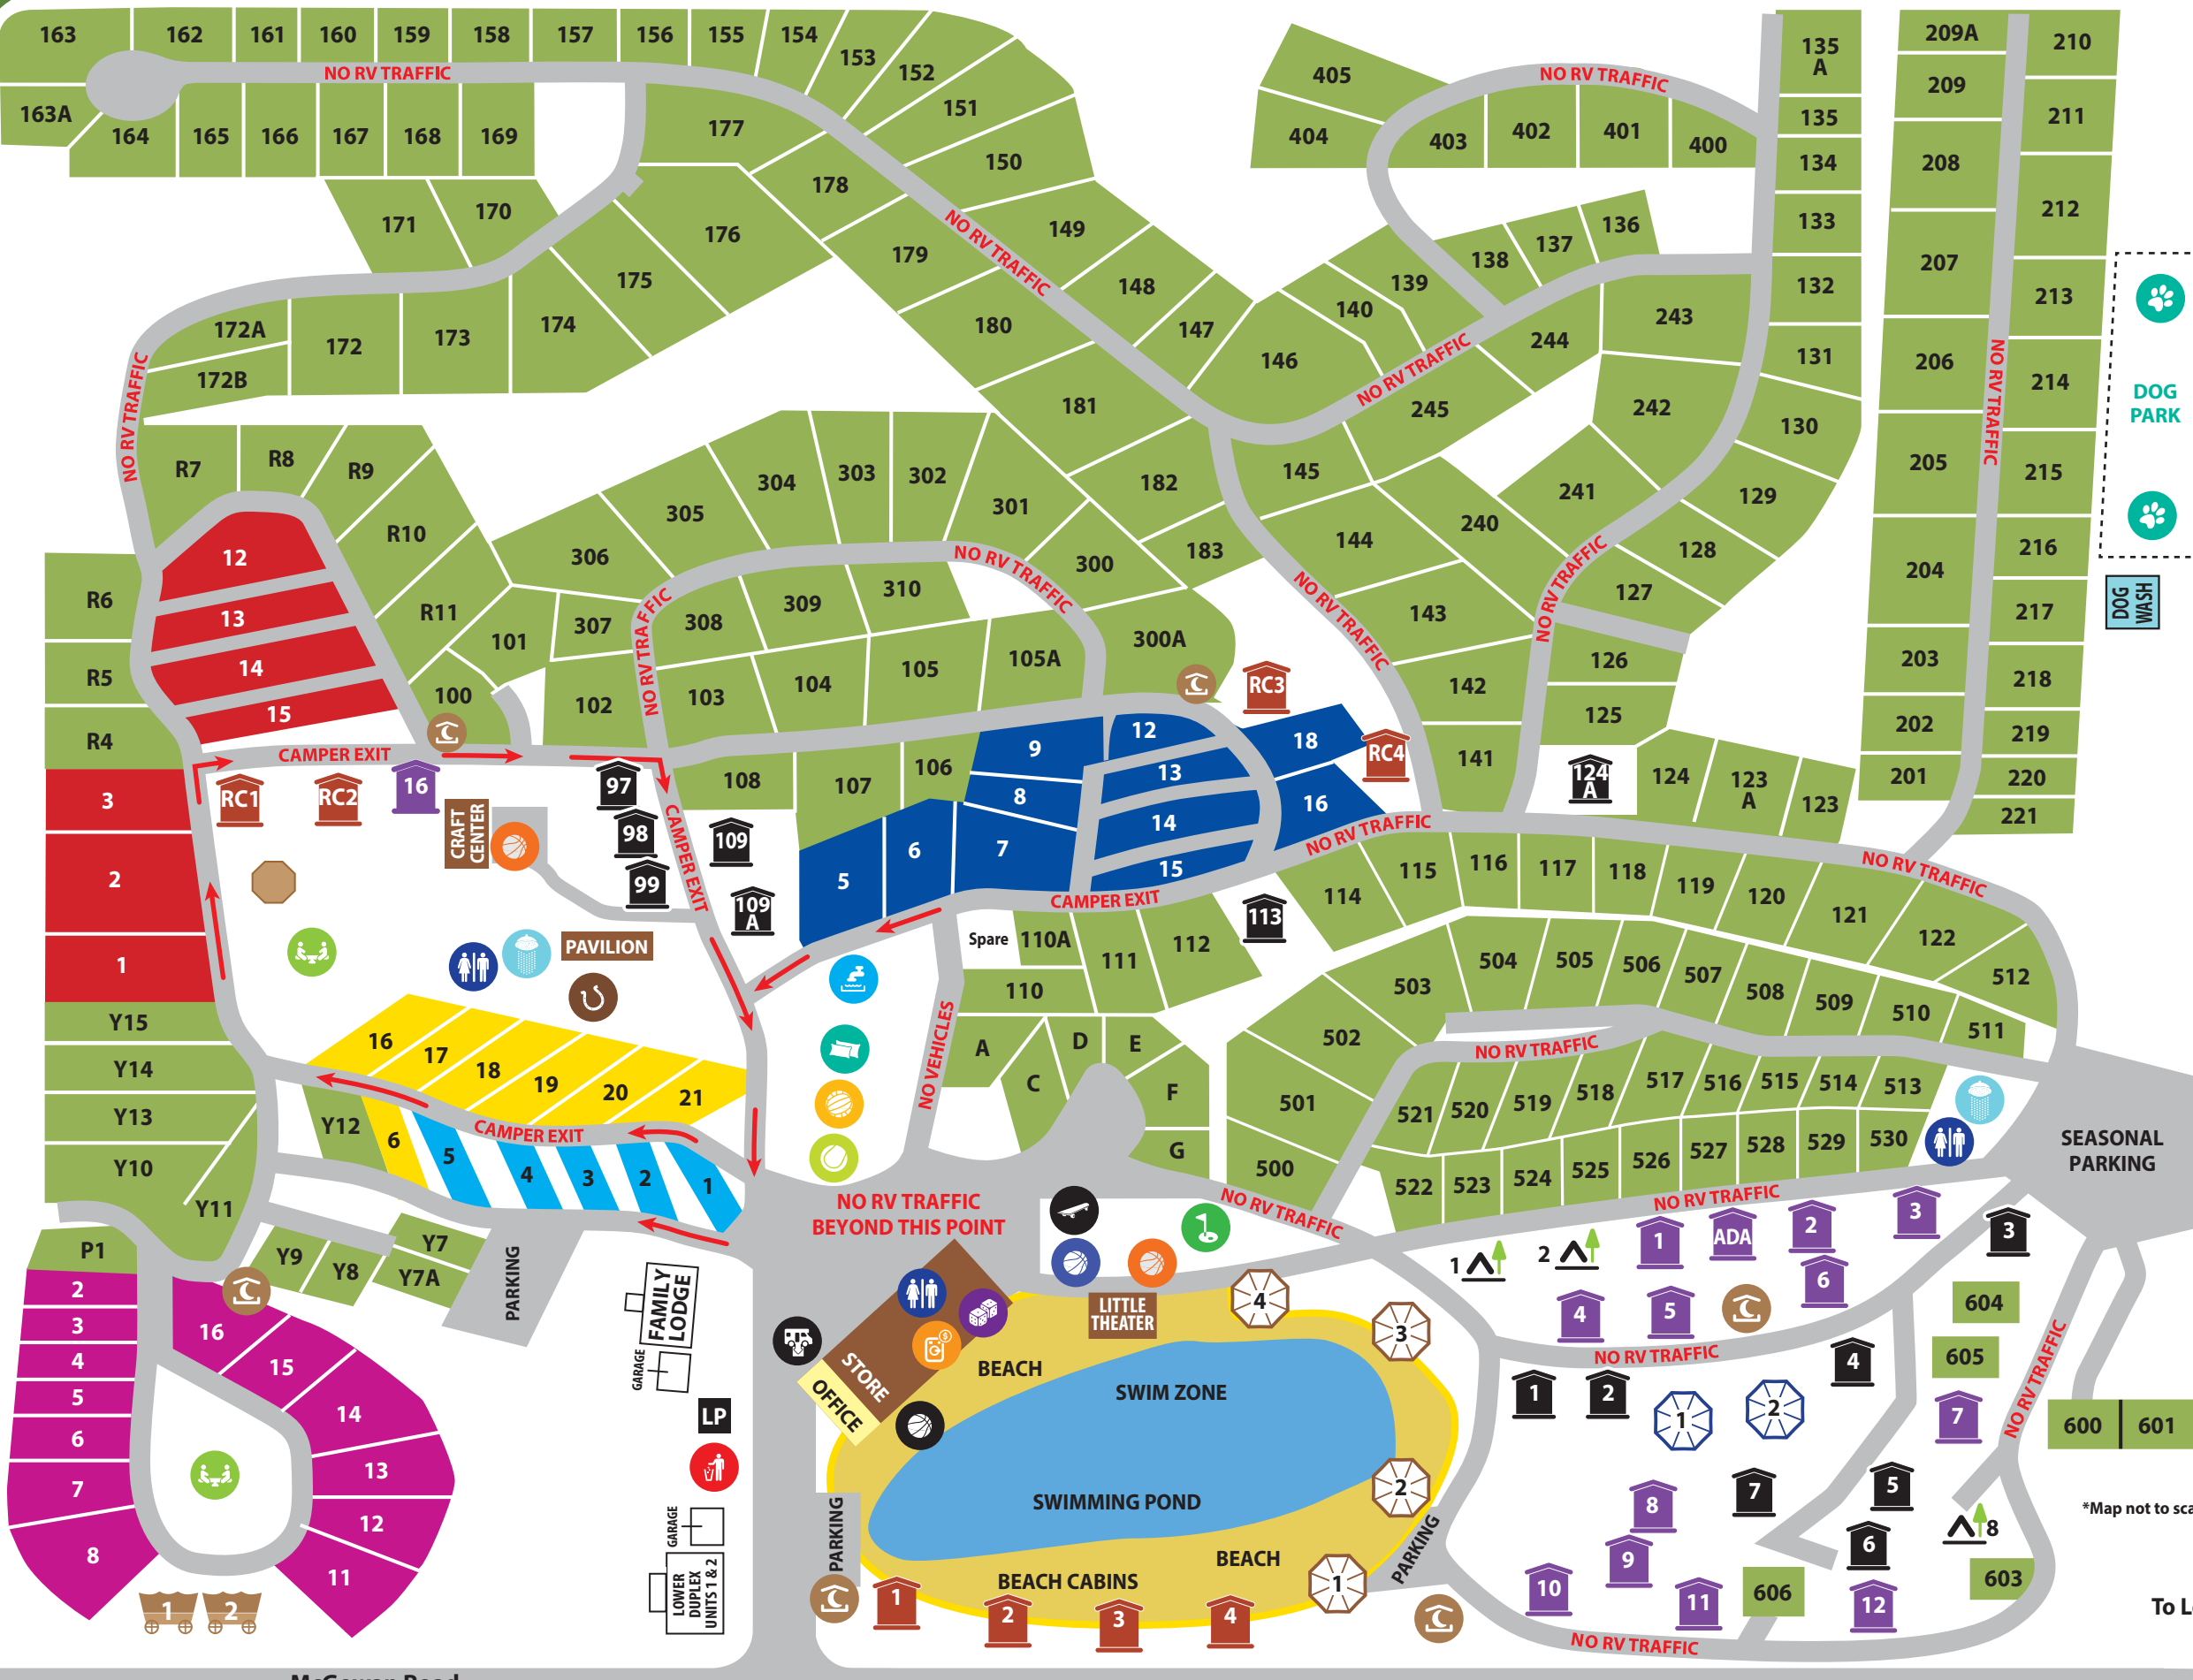 163
162
161
160
159
158
157
156
155
154
153
152
151
150
NO RV TRAFFIC
163A
164
165
166
167
168
169
177
178
171
170
176
175
174
173
172
172A
172B
NO RV TRAFFIC
NO RV TRAFFIC
149
148
147
146
179
180
181
182
183
405
404
403
402
401
400
NO RV TRAFFIC
135
A
135
134
133
132
131
130
129
128
127
126
125
136
137
138
139
140
NO RV TRAFFIC
243
244
245
242
241
240
145
144
143
142
141
NO RV TRAFFIC
NO RV TRAFFIC
209A
209
208
207
206
205
204
203
202
201
NO RV TRAFFIC
210
211
212
213
214
215
216
217
218
219
220
221
DOG
PARK
DOG
WASH
R7
R8
R9
R10
R11
R6
R5
R4
12
13
14
15
3
2
1
101
100
306
305
304
303
302
301
300
300A
307
308
309
310
NO RV TRAFFIC
NO RV TRAFFIC
102
103
104
105
105A
106
107
108
RC3
RC4
CAMPER EXIT
RC1
RC2
16
CRAFT
CENTER
97
98
99
109
109
A
CAMPER EXIT
9
12
18
13
8
14
16
7
15
6
5
CAMPER EXIT
NO RV TRAFFIC
124
A
124
123
A
123
NO RV TRAFFIC
113
114
115
116
117
118
119
120
121
122
512
Spare
110A
111
112
110
PAVILION
Y15
Y14
Y13
Y12
Y10
Y11
16
17
18
19
20
21
6
CAMPER EXIT
5
4
3
2
1
NO VEHICLES
A
C
D
E
F
G
503
504
505
506
507
508
509
510
511
502
501
500
NO RV TRAFFIC
521
520
519
518
517
516
515
514
513
522
523
524
525
526
527
528
529
530
SEASONAL
PARKING
NO RV TRAFFIC
NO RV TRAFFIC
NO RV TRAFFIC
BEYOND THIS POINT
P1
Y9
Y8
Y7
Y7A
PARKING
2
3
4
5
6
7
8
16
15
14
13
12
11
1
2
FAMILY
LODGE
GARAGE
LP
GARAGE
LOWER
DUPLEX
UNITS 1 & 2
STORE
OFFICE
LITTLE
THEATER
BEACH
SWIM ZONE
SWIMMING POND
BEACH
BEACH CABINS
PARKING
PARKING
4
3
2
1
1
2
3
4
1
2
1
ADA
2
3
3
4
5
6
NO RV TRAFFIC
604
605
4
1
2
1
2
7
NO RV TRAFFIC
600
601
8
7
5
6
8
9
10
11
606
12
603
*Map not to sca
To L
NO RV TRAFFIC